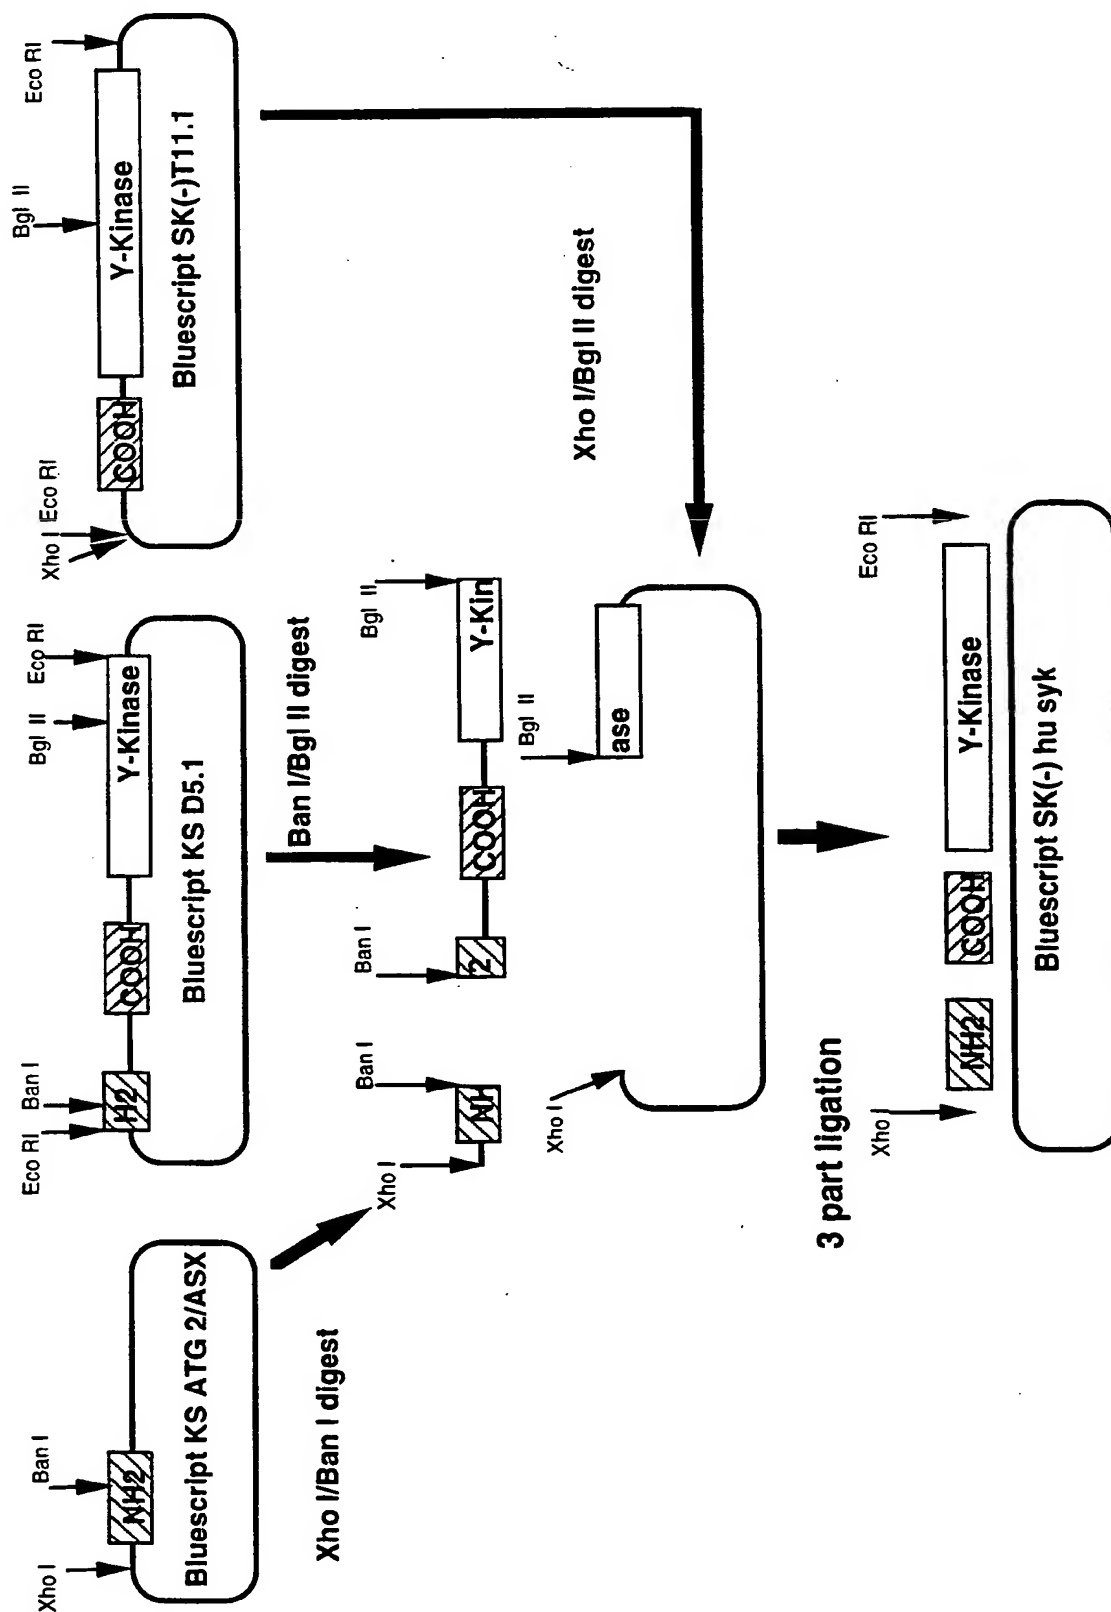 Xho I
Ban I
NH2
Bluescript KS ATG 2/ASX
Xho I/Ban I digest
Eco RI
Ban I
Bgl II
Eco RI
H2
COOH
Y-Kinase
Bluescript KS D5.1
Ban I/Bgl II digest
Xho I
Eco RI
Bgl II
Eco RI
COOH
Y-Kinase
Bluescript SK(-)T11.1
Xho I/Bgl II digest
Xho I
Ban I
NH
Ban I
Bgl II
2
COOH
Y-Kin
Xho I
Bgl II
ase
3 part ligation
Xho I
Eco RI
NH2
COOH
Y-Kinase
Bluescript SK(-) hu syk